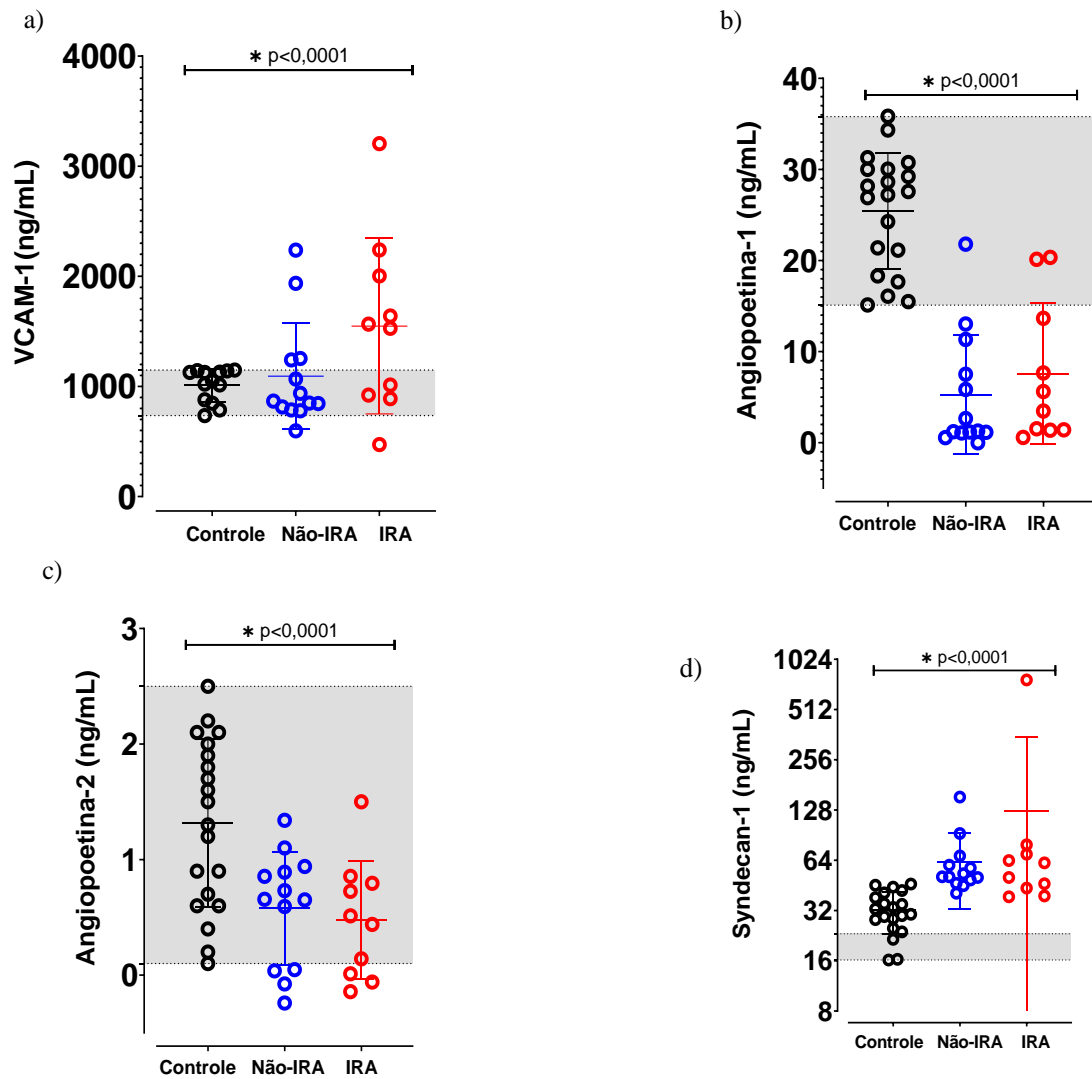 a)
* p<0,0001
VCAM-1(ng/mL)
4000
3000
2000
1000
0
Controle Não-IRA IRA
b)
* p<0,0001
Angiopoetina-1 (ng/mL)
40
30
20
10
0
Controle Não-IRA IRA
c)
* p<0,0001
Angiopoetina-2 (ng/mL)
3
2
1
0
Controle Não-IRA IRA
d)
* p<0,0001
Syndecan-1 (ng/mL)
1024
512
256
128
64
32
16
8
Controle Não-IRA IRA